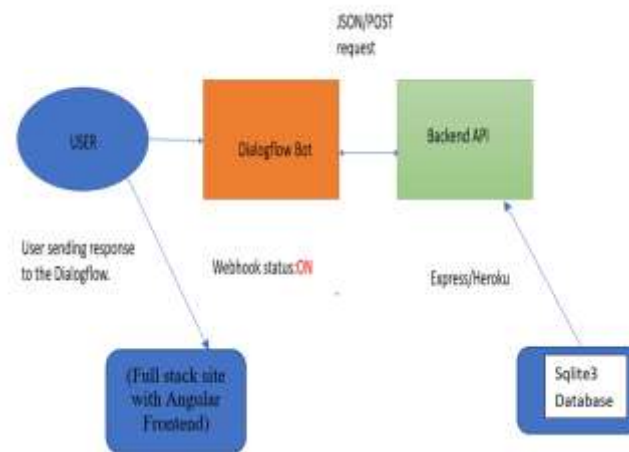 JSON/POST
request
USER
Dialogflow Bot
Backend API
User sending response
to the Dialogflow.
Webhook status:ON
Express/Heroku
(Full stack site
with Angular
Frontend)
Sqlite3
Database